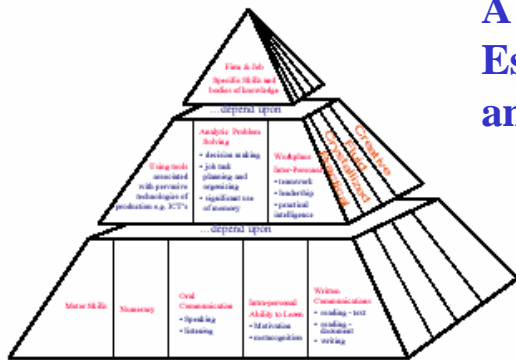 A
Es
an
Firm & Job
Specific Skills and
bodies of knowledge
...depend upon
Using tools
associated
with pervasive
technologies of
production e.g. ICT's
Analytic Problem
Solving
• decision making
• job task
planning and
organizing
• significant use
of memory
Workplace
Inter-Personal
• teamwork
• leadership
• practical
intelligence
Practical
Crystallized
Fluid
Creative
...depend upon
Motor Skills
Numeracy
Oral
Communication
• Speaking
• listening
Inter-personal
Ability to Learn
• Motivation
• metacognition
Written
Communications
• reading - text
• reading -
document
• writing